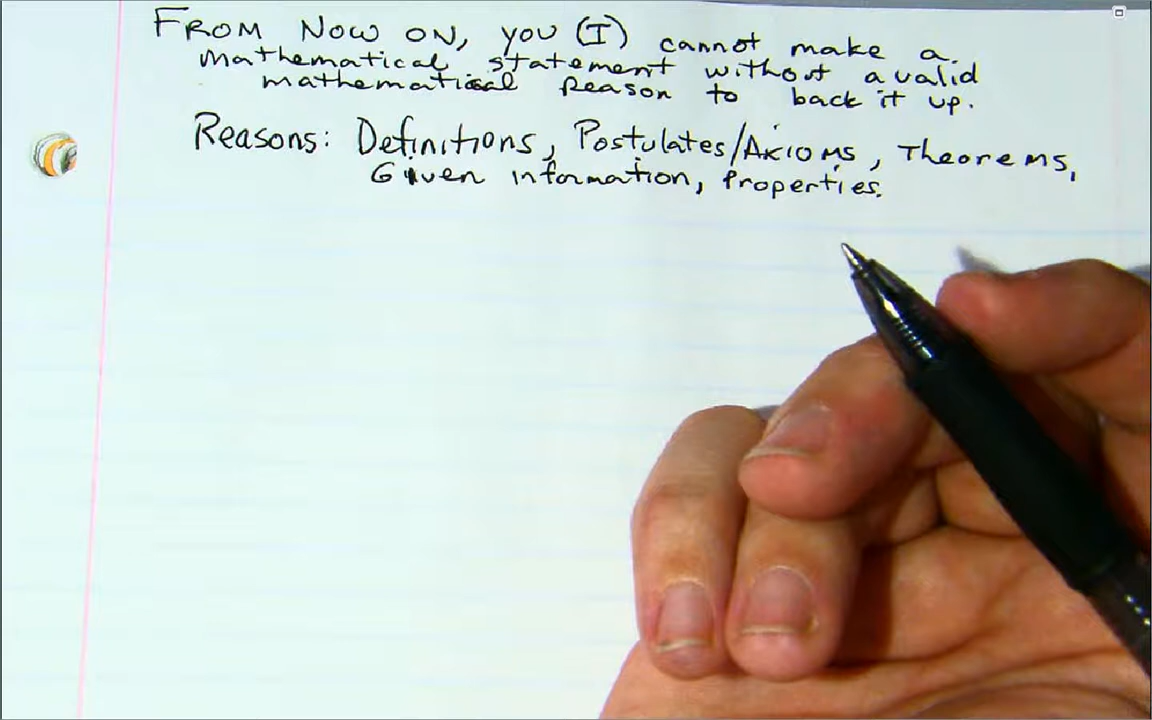 FROM NOW ON, you (I) cannot make a
mathematical statement without a valid
mathematical Reason to back it up.
Reasons: Definitions, Postulates/Axioms, Theorems,
Given information, Properties.